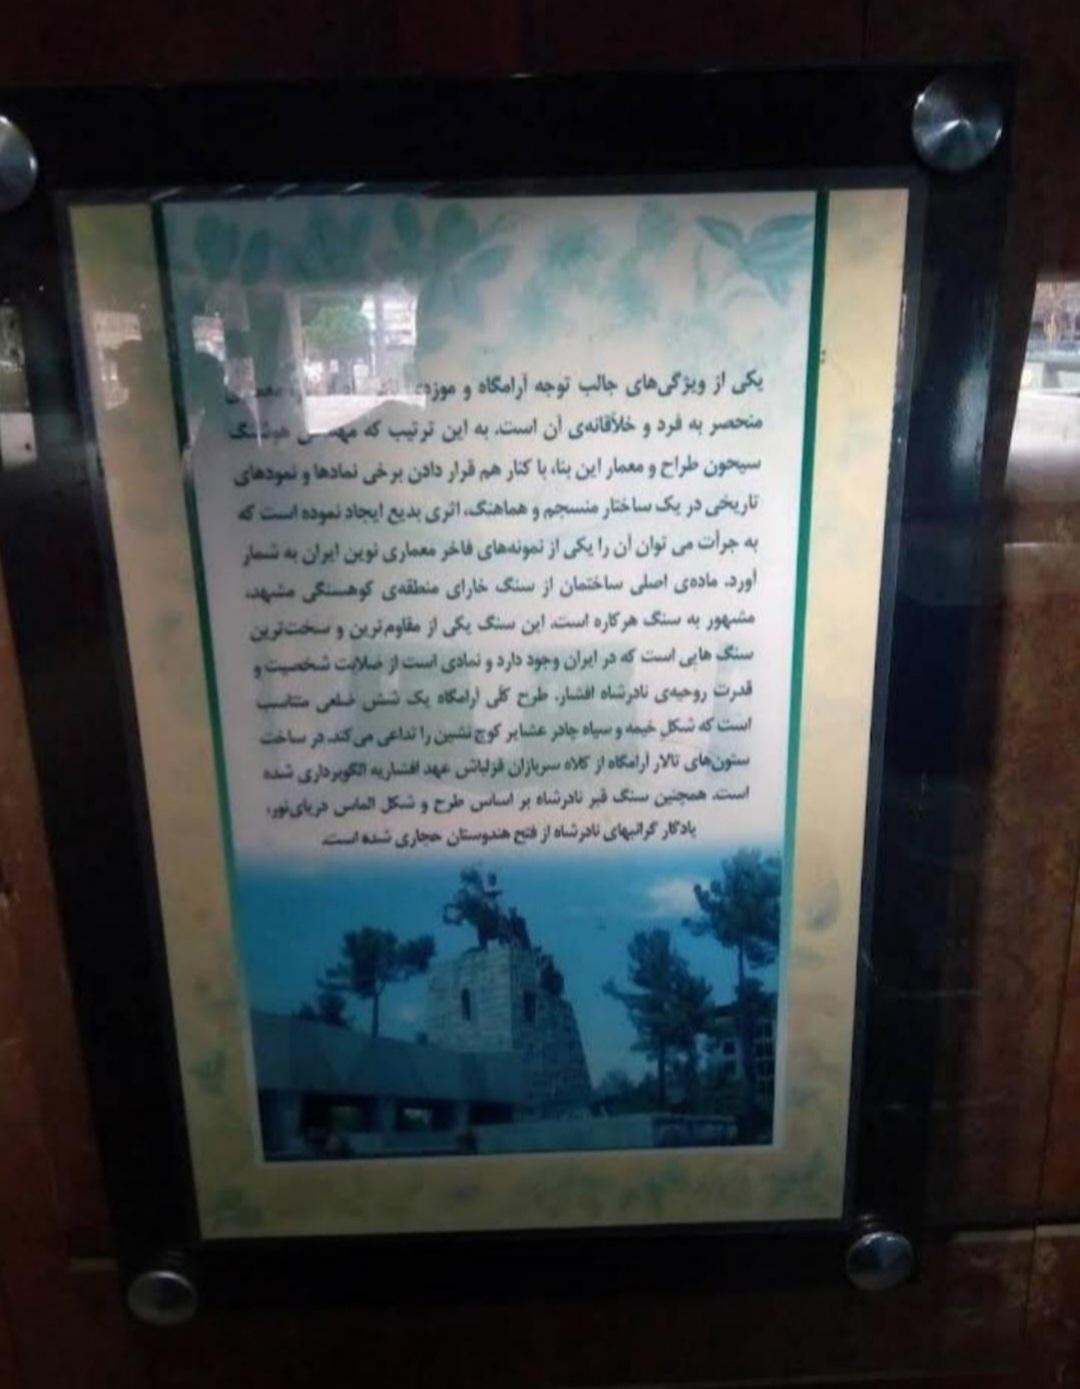 یکی از ویژگی‌های جالب توجه آرامگاه و موزه‌ی معماری
منحصر به فرد و خلاّقانه‌ی آن است. به این ترتیب که مهندس هوشنگ
سیحون طراح و معمار این بنا، با کنار هم قرار دادن برخی نمادها و نمودهای
تاریخی در یک ساختار منسجم و هماهنگ، اثری بدیع ایجاد نموده است که
به جرأت می توان آن را یکی از نمونه‌های فاخر معماری نوین ایران به شمار
آورد. ماده‌ی اصلی ساختمان از سنگ خارای منطقه‌ی کوهسنگی مشهد،
مشهور به سنگ هرکاره است. این سنگ یکی از مقاوم‌ترین و سخت‌ترین
سنگ هایی است که در ایران وجود دارد و نمادی است از صلابت شخصیت و
قدرت روحیه‌ی نادرشاه افشار. طرح کلّی آرامگاه یک شش ضلعی متناسب
است که شکل خیمه و سیاه چادر عشایر کوچ نشین را تداعی می‌کند. در ساخت
ستون‌های تالار آرامگاه از کلاه سربازان قزلباش عهد افشاریه الگوبرداری شده
است. همچنین سنگ قبر نادرشاه بر اساس طرح و شکل الماس دریای‌نور،
یادگار گرانبهای نادرشاه از فتح هندوستان حجاری شده است.